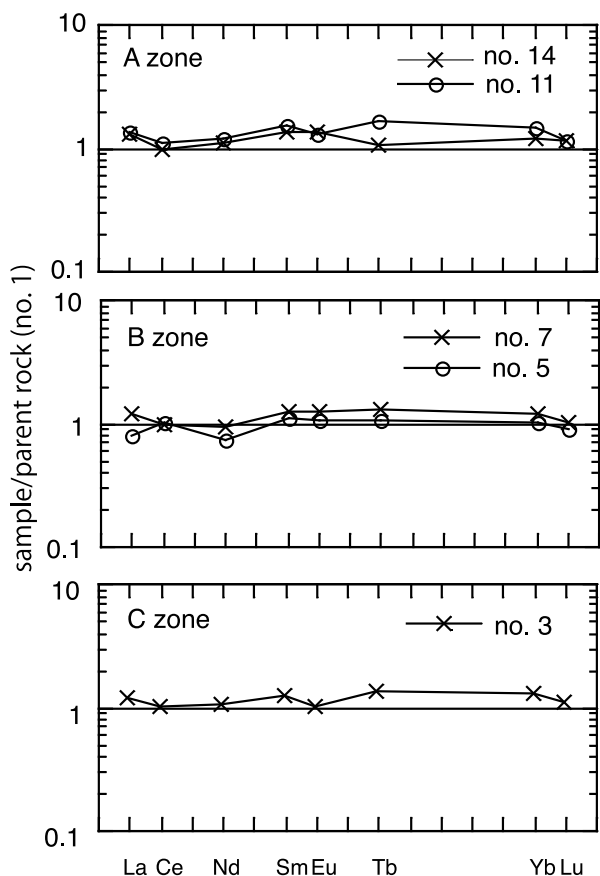 10
A zone
no. 14
no. 11
1
0.1
10
B zone
no. 7
no. 5
1
0.1
10
C zone
no. 3
1
0.1
sample/parent rock (no. 1)
La Ce Nd Sm Eu Tb Yb Lu